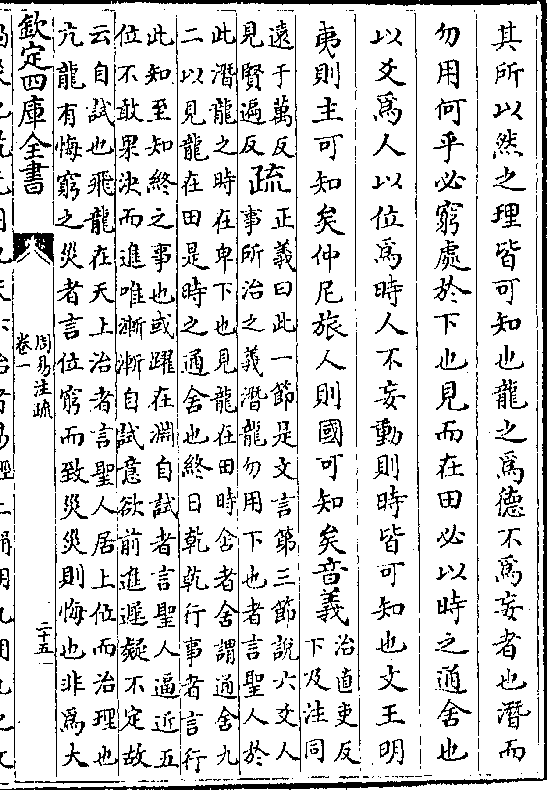 其所以然之理皆可知也龍之爲德不爲妄者也潛而
勿用何乎必窮處於下也見而在田必以時之通舍也
以爻爲人以位爲時人不妄動則時皆可知也文王明
夷則主可知矣仲尼旅人則國可知矣音義
治直吏反
下及注同
遠于萬反
見賢遍反
疏
正義曰此一節是文言第三節說六爻人
事所治之義潛龍勿用下也者言聖人於
此潛龍之時在卑下也見龍在田時舍者舍謂通舍九
二以見龍在田是時之通舍也終日乾乾行事者言行
此知至知終之事也或躍在淵自試者言聖人逼近五
位不敢果決而進唯漸漸自試意欲前進遲疑不定故
云自試也飛龍在天上治者言聖人居上位而治理也
亢龍有悔窮之災者言位窮而致災災則悔也非爲大
欽定四庫全書
周易注疏
卷一
二十五